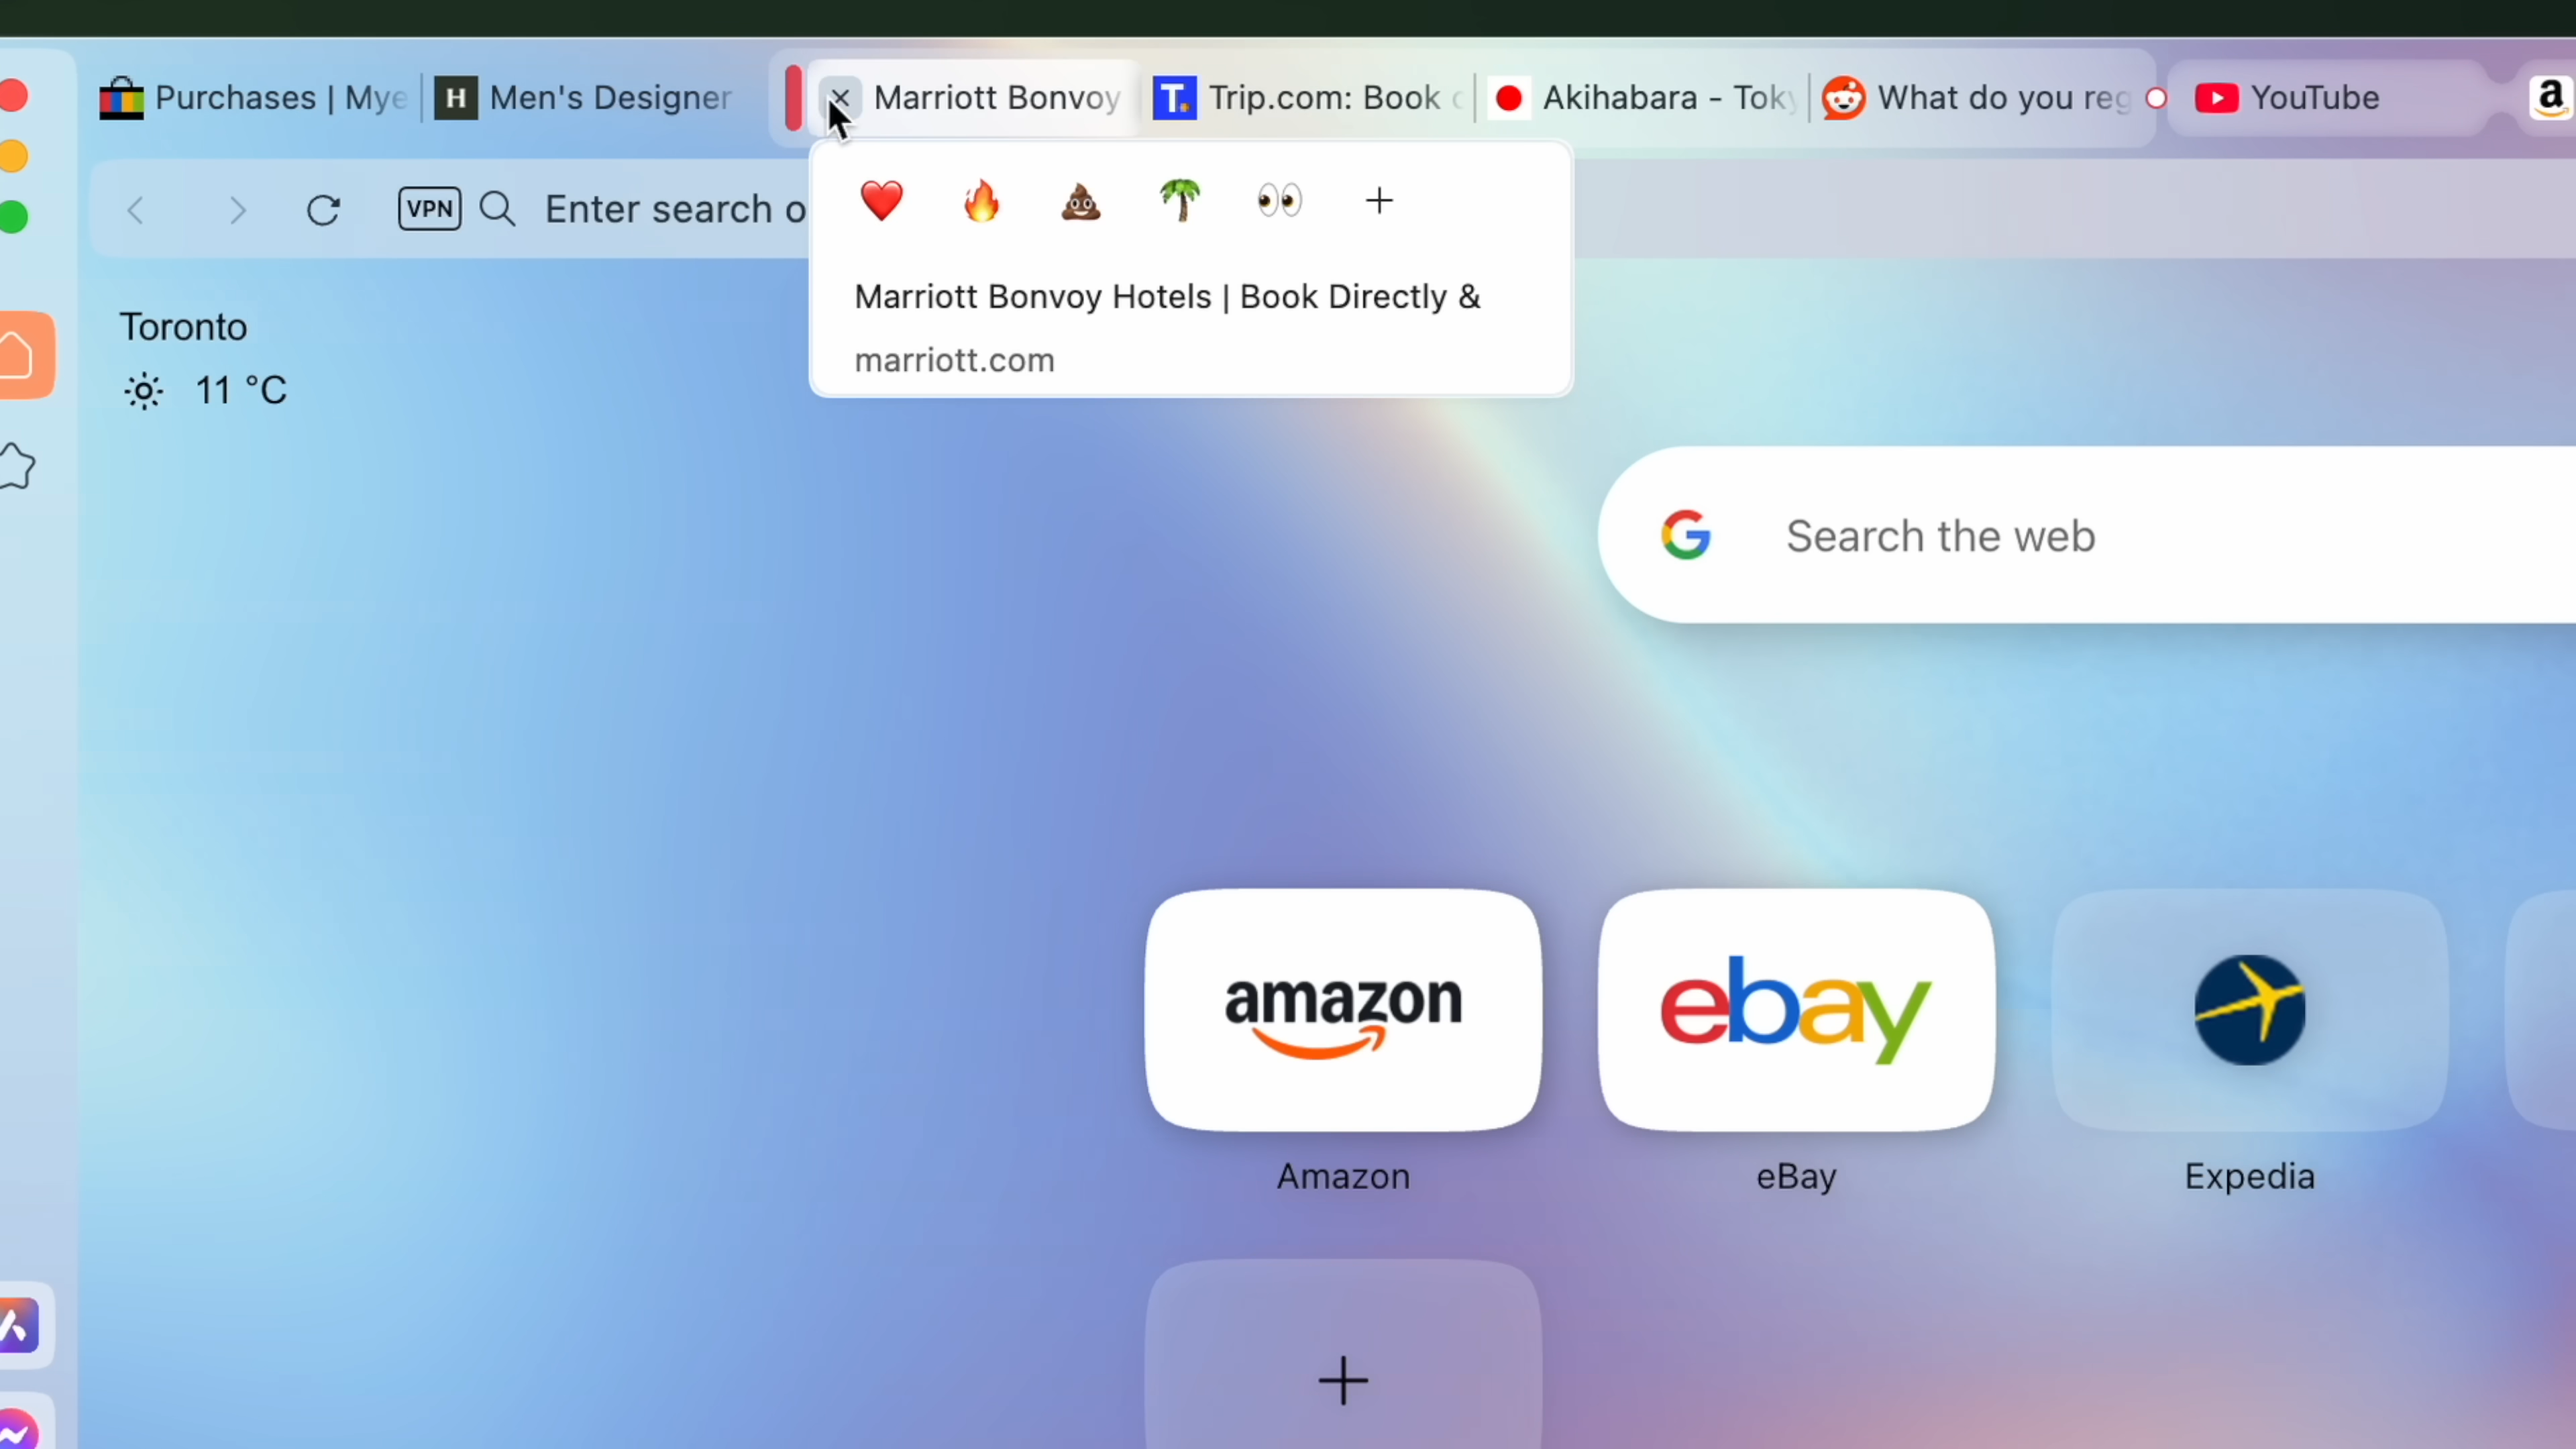 Purchases | Mye
H Men's Designer
Marriott Bonvoy
T. Trip.com: Book
Akihabara - Toky
What do you reg
YouTube
a
VPN
Enter search o
Marriott Bonvoy Hotels | Book Directly &
marriott.com
Toronto
11 °C
G Search the web
amazon
ebay
Amazon
eBay
Expedia